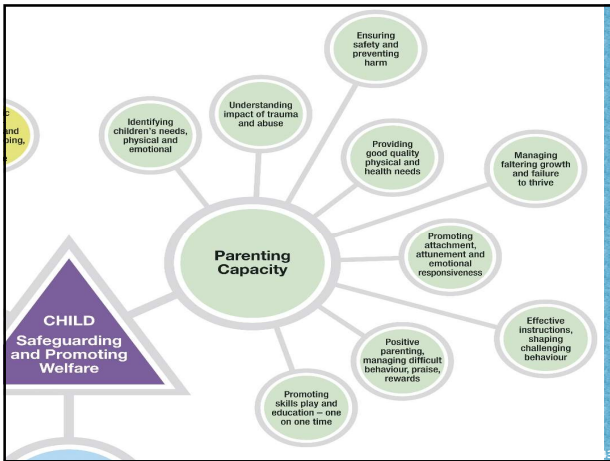 Ensuring
safety and
preventing
harm
Understanding
impact of trauma
and abuse
Identifying
children's needs,
physical and
emotional
Providing
good quality
physical and
health needs
Managing
faltering growth
and failure
to thrive
Parenting
Capacity
Promoting
attachment,
attunement and
emotional
responsiveness
CHILD
Safeguarding
and Promoting
Welfare
Effective
instructions,
shaping
challenging
behaviour
Positive
parenting,
managing difficult
behaviour, praise,
rewards
Promoting
skills play and
education – one
on one time